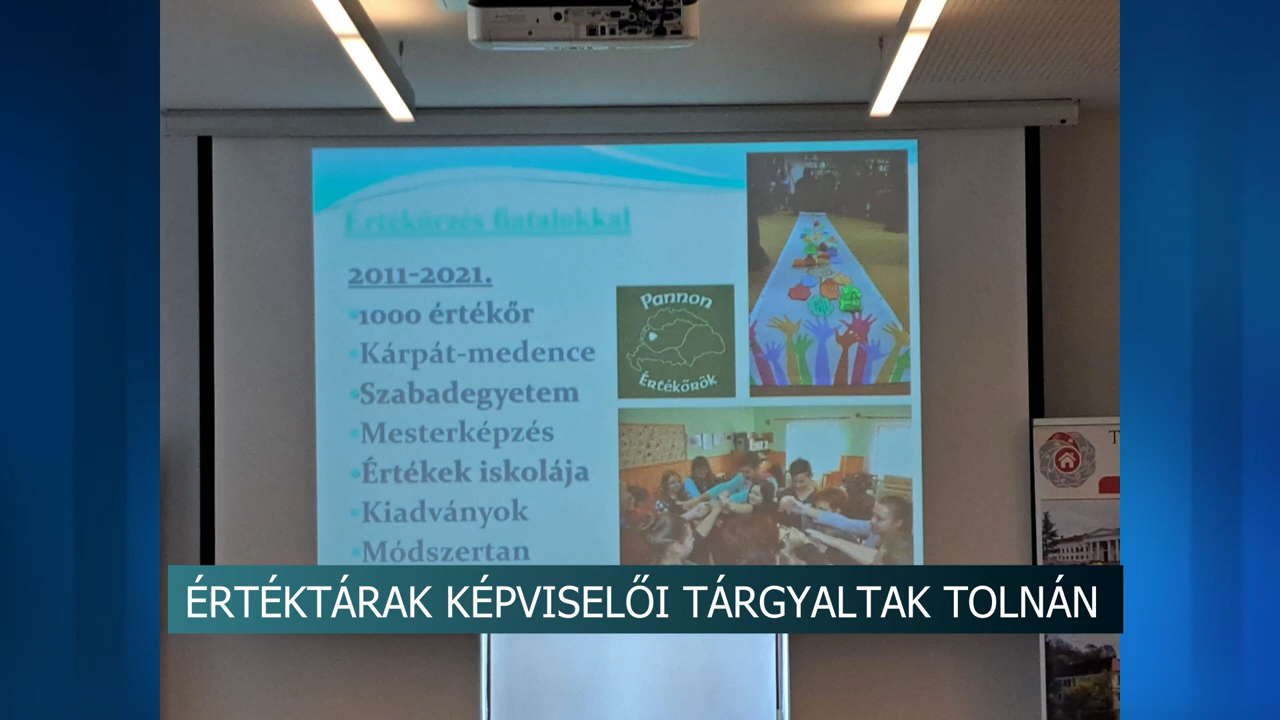 Értékőrzés fiatalokkal
2011-2021.
•1000 értékőr
•Kárpát-medence
•Szabadegyetem
•Mesterképzés
•Értékek iskolája
•Kiadványok
•Módszertan
Pannon
Értékőrök
ÉRTÉKTÁRAK KÉPVISELŐI TÁRGYALTAK TOLNÁN